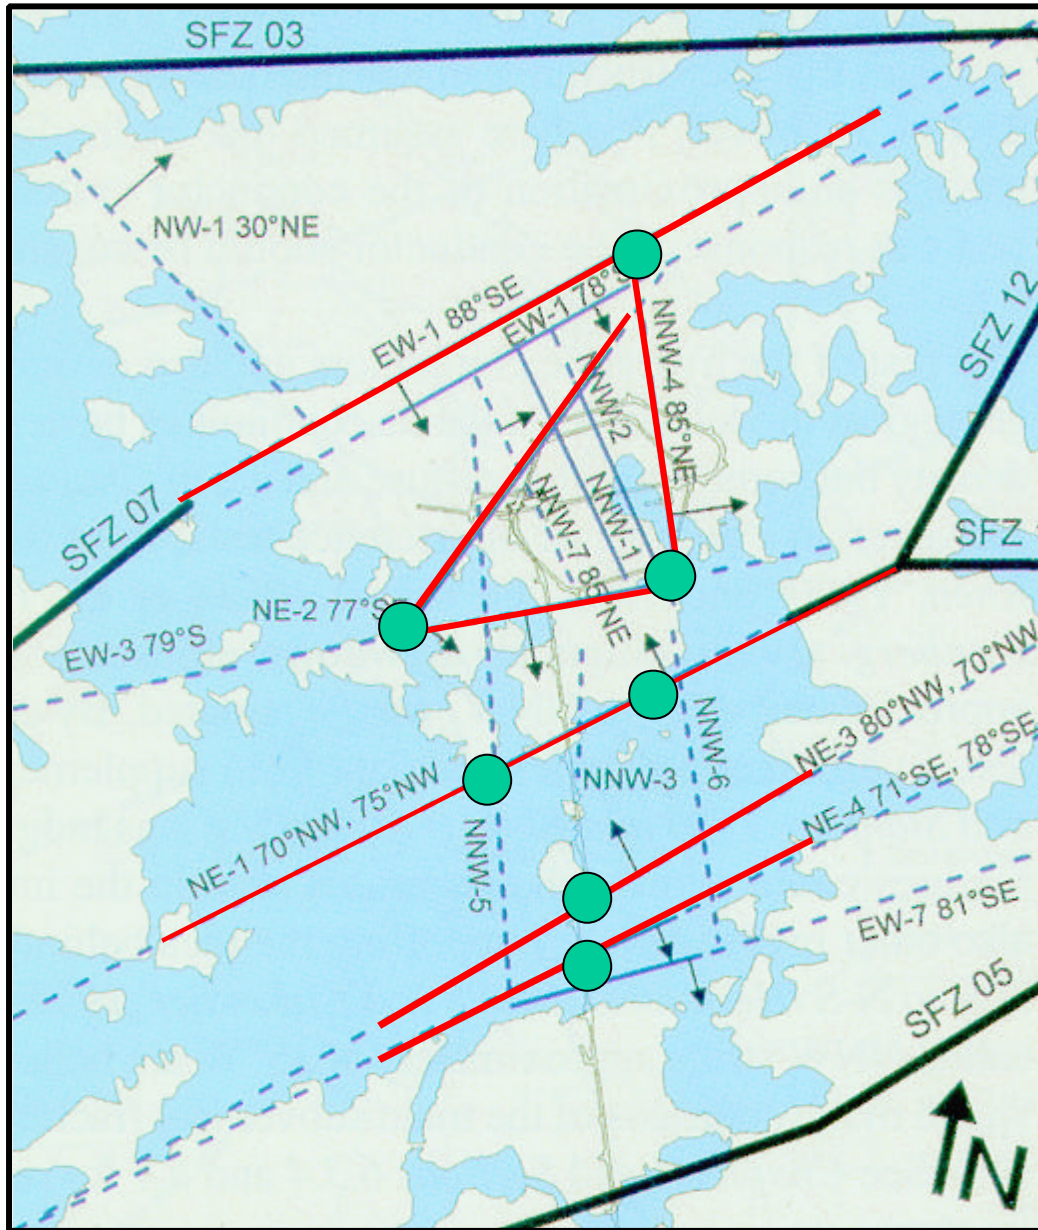 SFZ 03
NW-1 30°NE
SFZ 12
EW-1 88°SE
EW-1 78°S
NNW-4 85°NE
NNW-2
SFZ 07
NNW-1
NNW-7 85°NE
SFZ
NE-2 77°SE
EW-3 79°S
NE-3 80°NW, 70°NW
NNW-6
NNW-3
NE-1 70°NW, 75°NW
NE-4 71°SE, 78°SE
NNW-5
EW-7 81°SE
SFZ 05
N